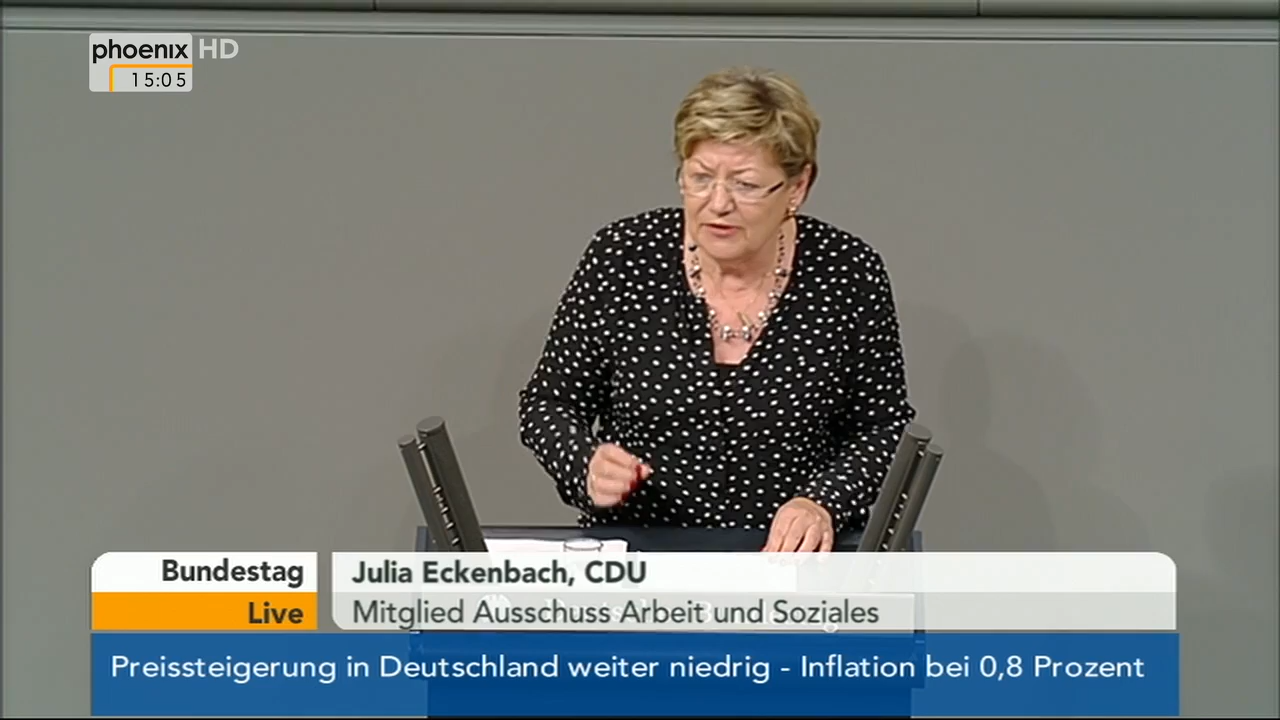 phoenix HD
15:05
Bundestag
Julia Eckenbach, CDU
Live
Mitglied Ausschuss Arbeit und Soziales
Preissteigerung in Deutschland weiter niedrig - Inflation bei 0,8 Prozent